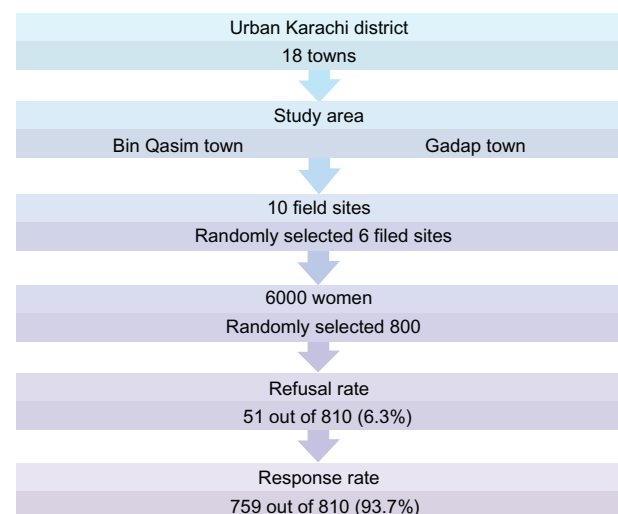 Urban Karachi district
18 towns
Study area
Bin Qasim town Gadap town
10 field sites
Randomly selected 6 filed sites
6000 women
Randomly selected 800
Refusal rate
51 out of 810 (6.3%)
Response rate
759 out of 810 (93.7%)